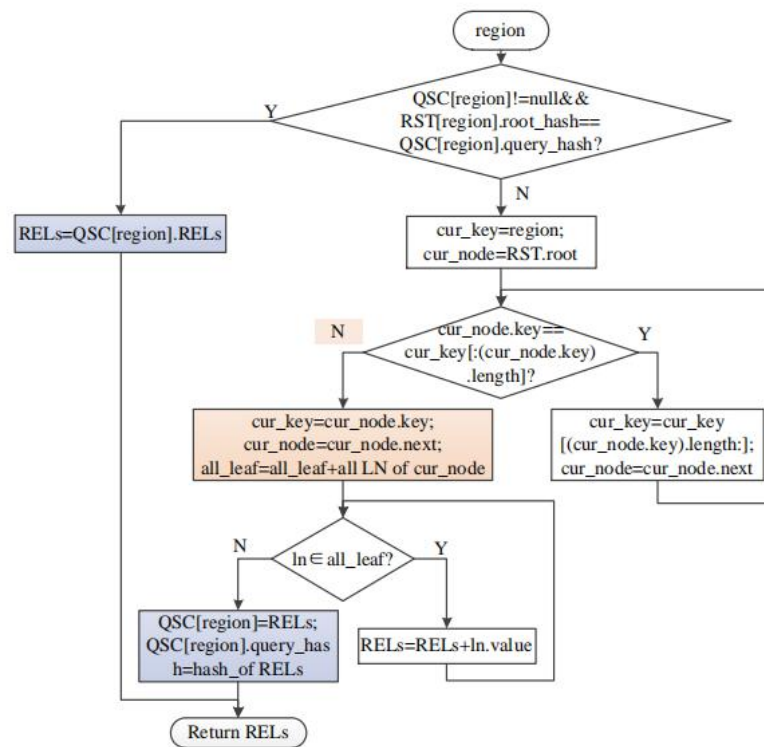 region
QSC[region]!=null&&
RST[region].root_hash==
QSC[region].query_hash?
Y
N
RELs=QSC[region].RELs
cur_key=region;
cur_node=RST.root
N
cur_node.key==
cur_key[:(cur_node.key)
.length]?
Y
cur_key=cur_node.key;
cur_node=cur_node.next;
all_leaf=all_leaf+all LN of cur_node
cur_key=cur_key
[(cur_node.key).length:];
cur_node=cur_node.next
N
ln∈all_leaf?
Y
QSC[region]=RELs;
QSC[region].query_has
h=hash_of RELs
RELs=RELs+ln.value
Return RELs